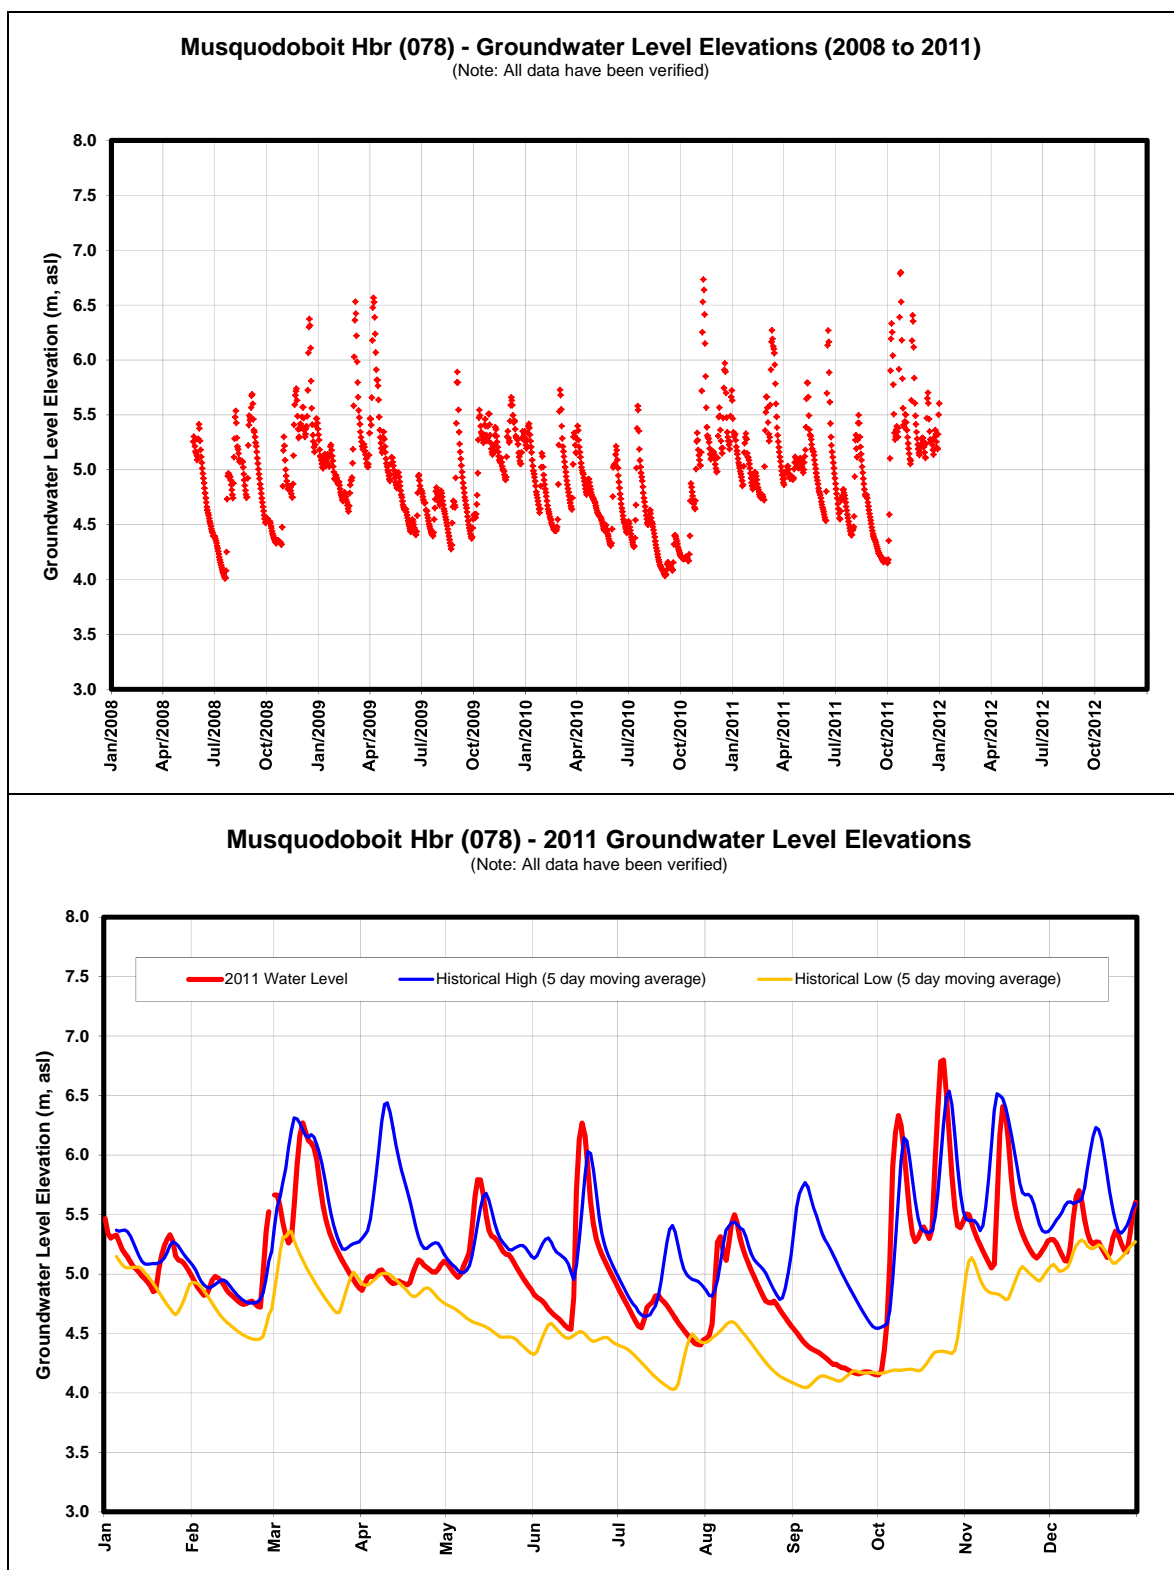 Musquodoboit Hbr (078) - Groundwater Level Elevations (2008 to 2011)
(Note: All data have been verified)
Groundwater Level Elevation (m, asl)
8.0
7.5
7.0
6.5
6.0
5.5
5.0
4.5
4.0
3.5
3.0
Jan/2008
Apr/2008
Jul/2008
Oct/2008
Jan/2009
Apr/2009
Jul/2009
Oct/2009
Jan/2010
Apr/2010
Jul/2010
Oct/2010
Jan/2011
Apr/2011
Jul/2011
Oct/2011
Jan/2012
Apr/2012
Jul/2012
Oct/2012
Musquodoboit Hbr (078) - 2011 Groundwater Level Elevations
(Note: All data have been verified)
Groundwater Level Elevation (m, asl)
8.0
7.5
7.0
6.5
6.0
5.5
5.0
4.5
4.0
3.5
3.0
2011 Water Level
Historical High (5 day moving average)
Historical Low (5 day moving average)
Jan
Feb
Mar
Apr
May
Jun
Jul
Aug
Sep
Oct
Nov
Dec